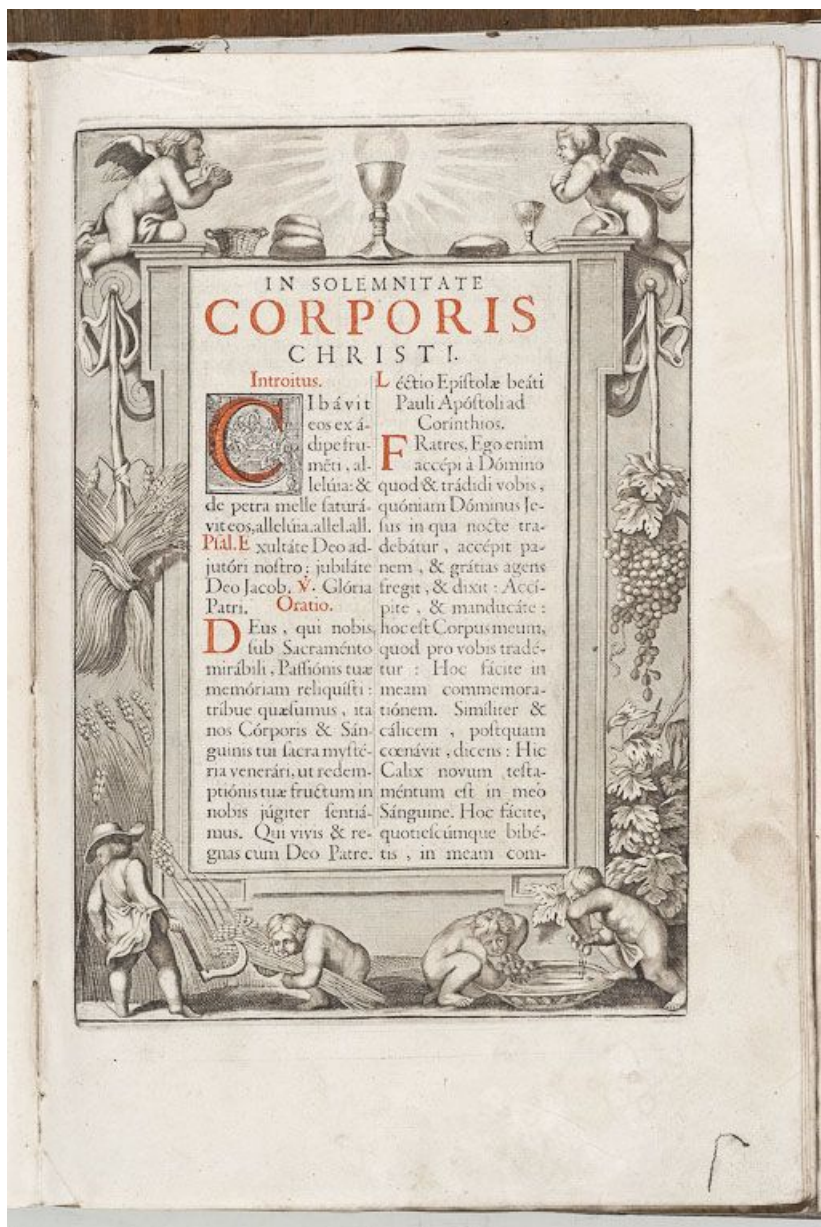 IN SOLEMNITATE
CORPORIS
CHRISTI.
Introitus.
CIbávit
eos ex á-
dipe fru-
mẽti, al-
lelúia: &
de petra melle ſaturá-
vit eos, allelúia. allel. all.
Pſal. Exultáte Deo ad-
jutóri noſtro: jubiláte
Deo Jacob. ℣. Glória
Patri. Oratio.
DEus, qui nobis,
ſub Sacraménto
mirábili, Paſſiónis tuæ
memóriam reliquíſti:
tríbue quæſumus, ita
nos Córporis & Sán-
guinis tui ſacra myſté-
ria venerári, ut redem-
ptiónis tuæ fructum in
nobis júgiter ſentiá-
mus. Qui vivis & re-
gnas cum Deo Patre.
Léctio Epíſtolæ beáti
Pauli Apóſtoli ad
Corinthios.
FRatres. Ego enim
accépi à Dómino
quod & trádidi vobis,
quóniam Dóminus Je-
ſus in qua nocte tra-
debátur, accépit pa-
nem, & grátias agens
fregit, & dixit: Accí-
pite, & manducáte:
hoc eſt Corpus meum,
quod pro vobis tradé-
tur: Hoc fácite in
meam commemora-
tiónem. Simíliter &
cálicem, poſtquam
cœnávit, dicens: Hic
Calix novum teſta-
méntum eſt in meo
Sánguine. Hoc fácite,
quotieſcúmque bibé-
tis, in meam com-